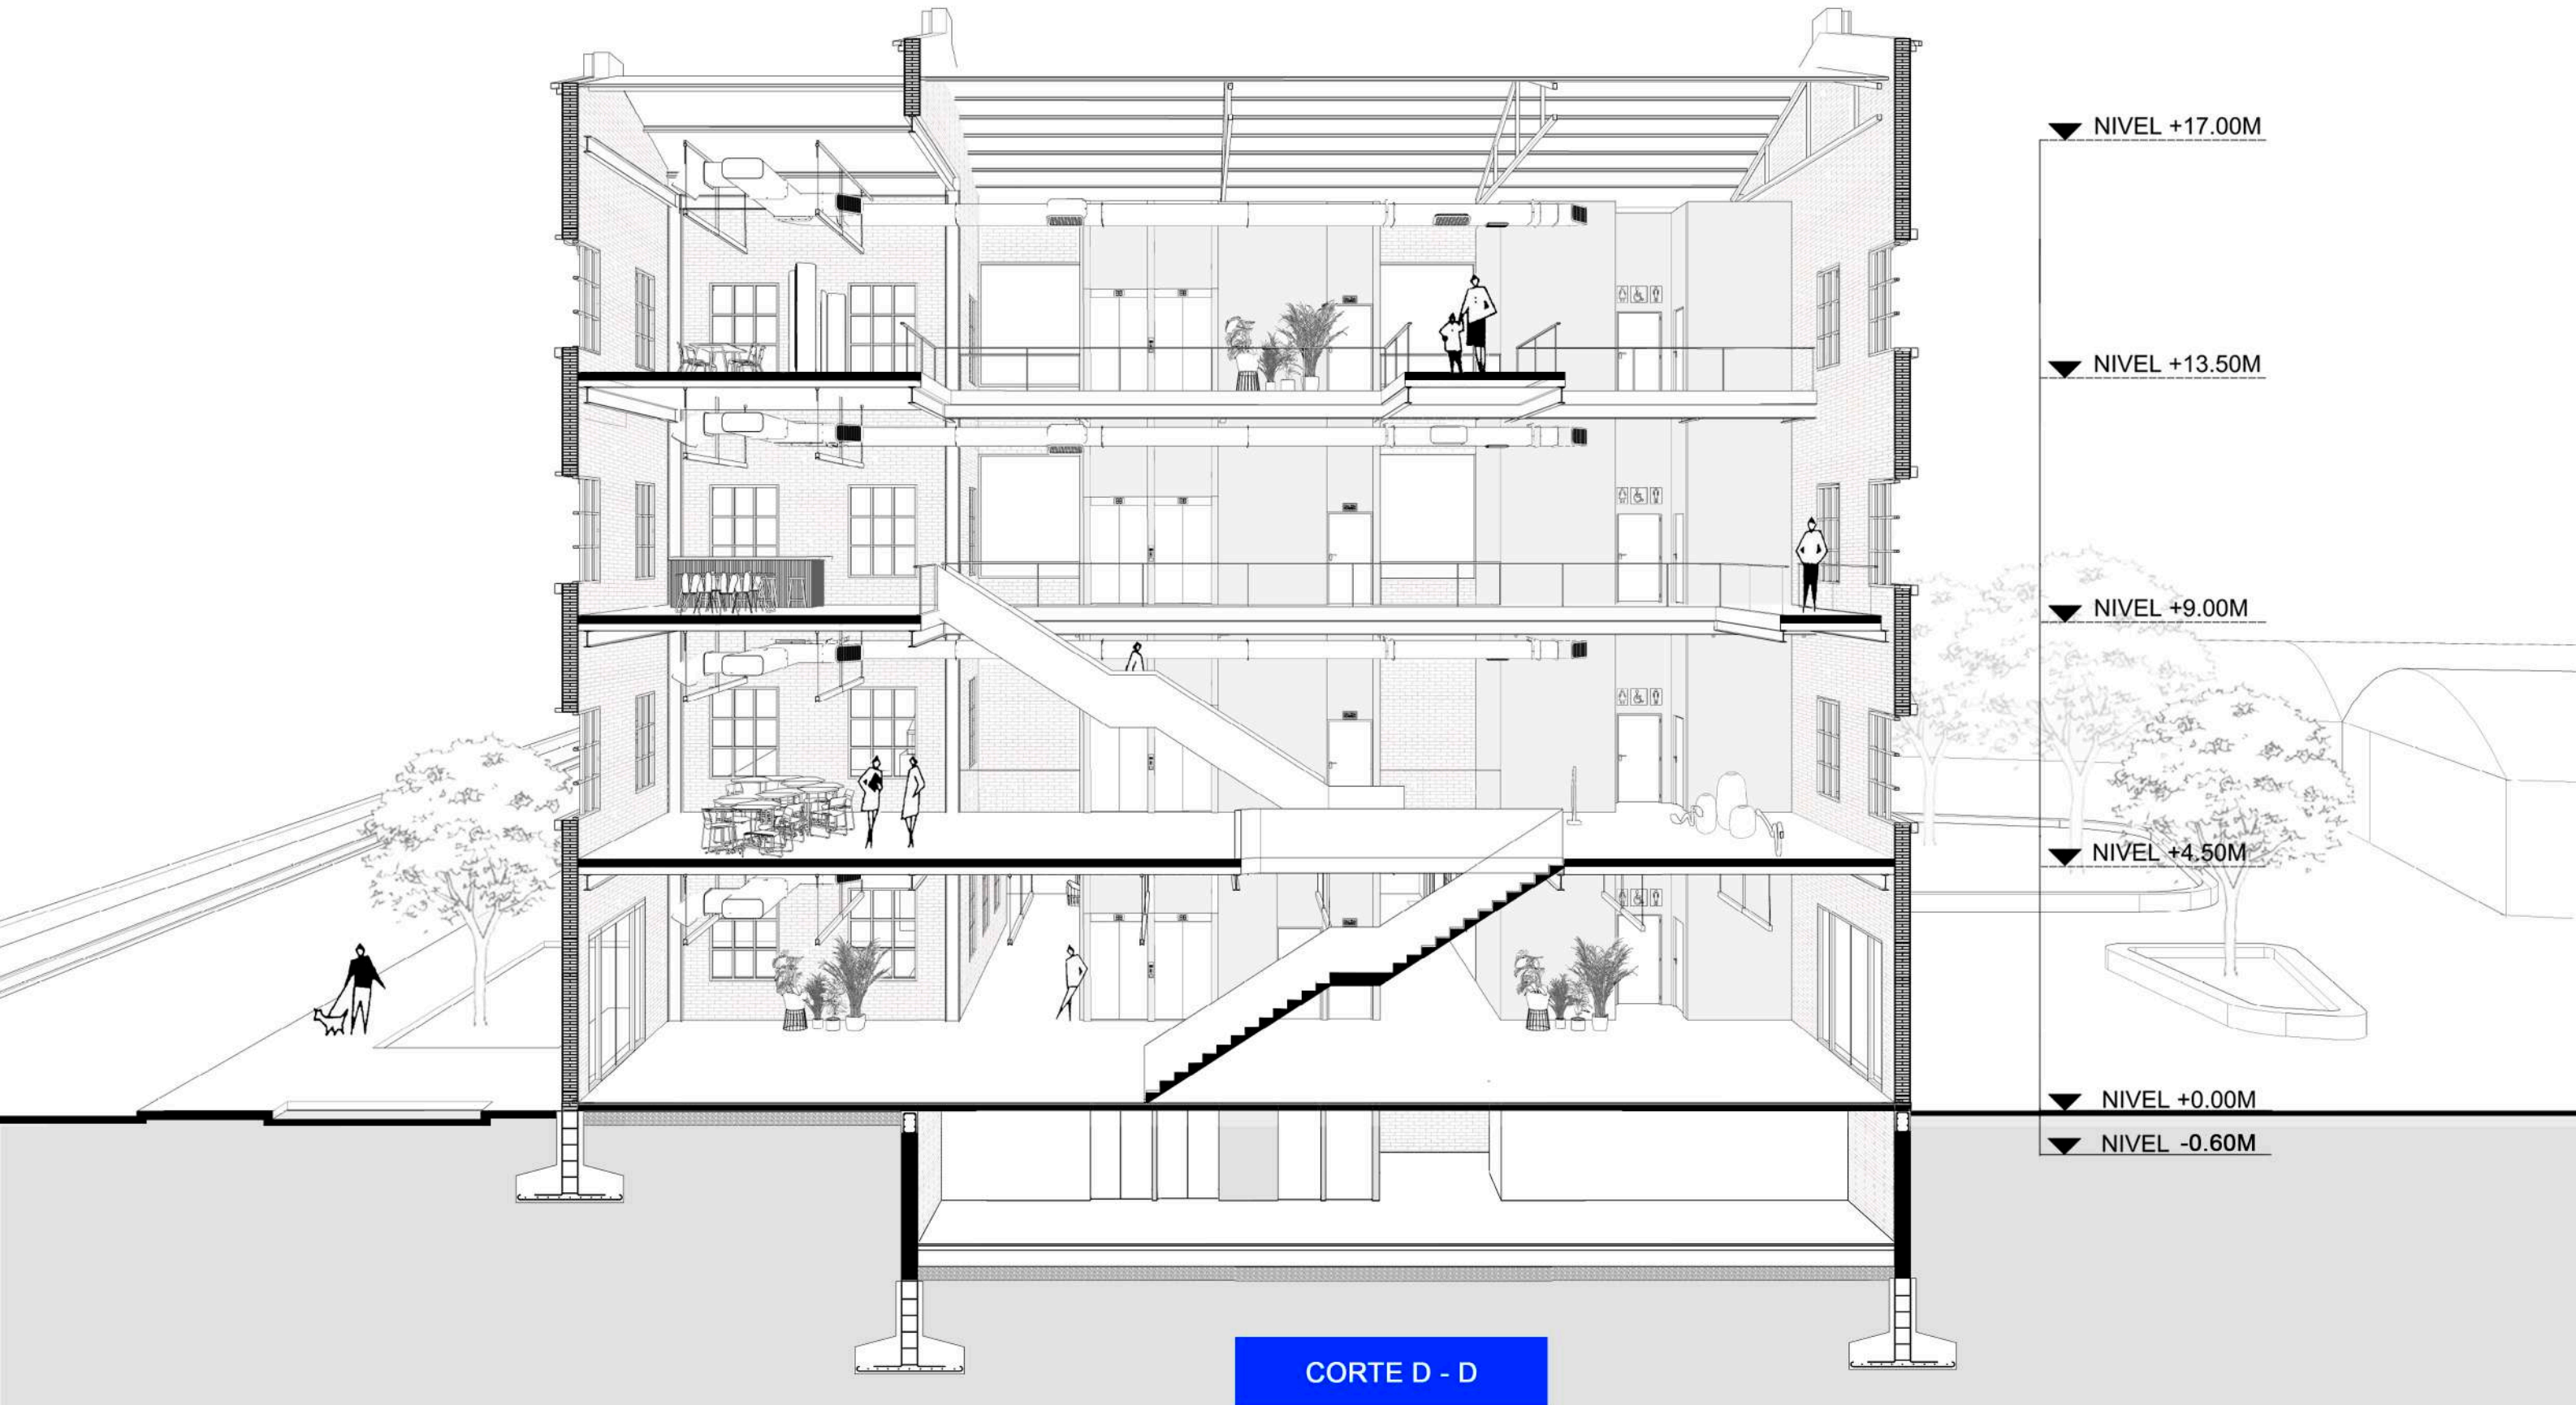 NIVEL +17.00M
NIVEL +13.50M
NIVEL +9.00M
NIVEL +4.50M
NIVEL +0.00M
NIVEL -0.60M
CORTE D - D